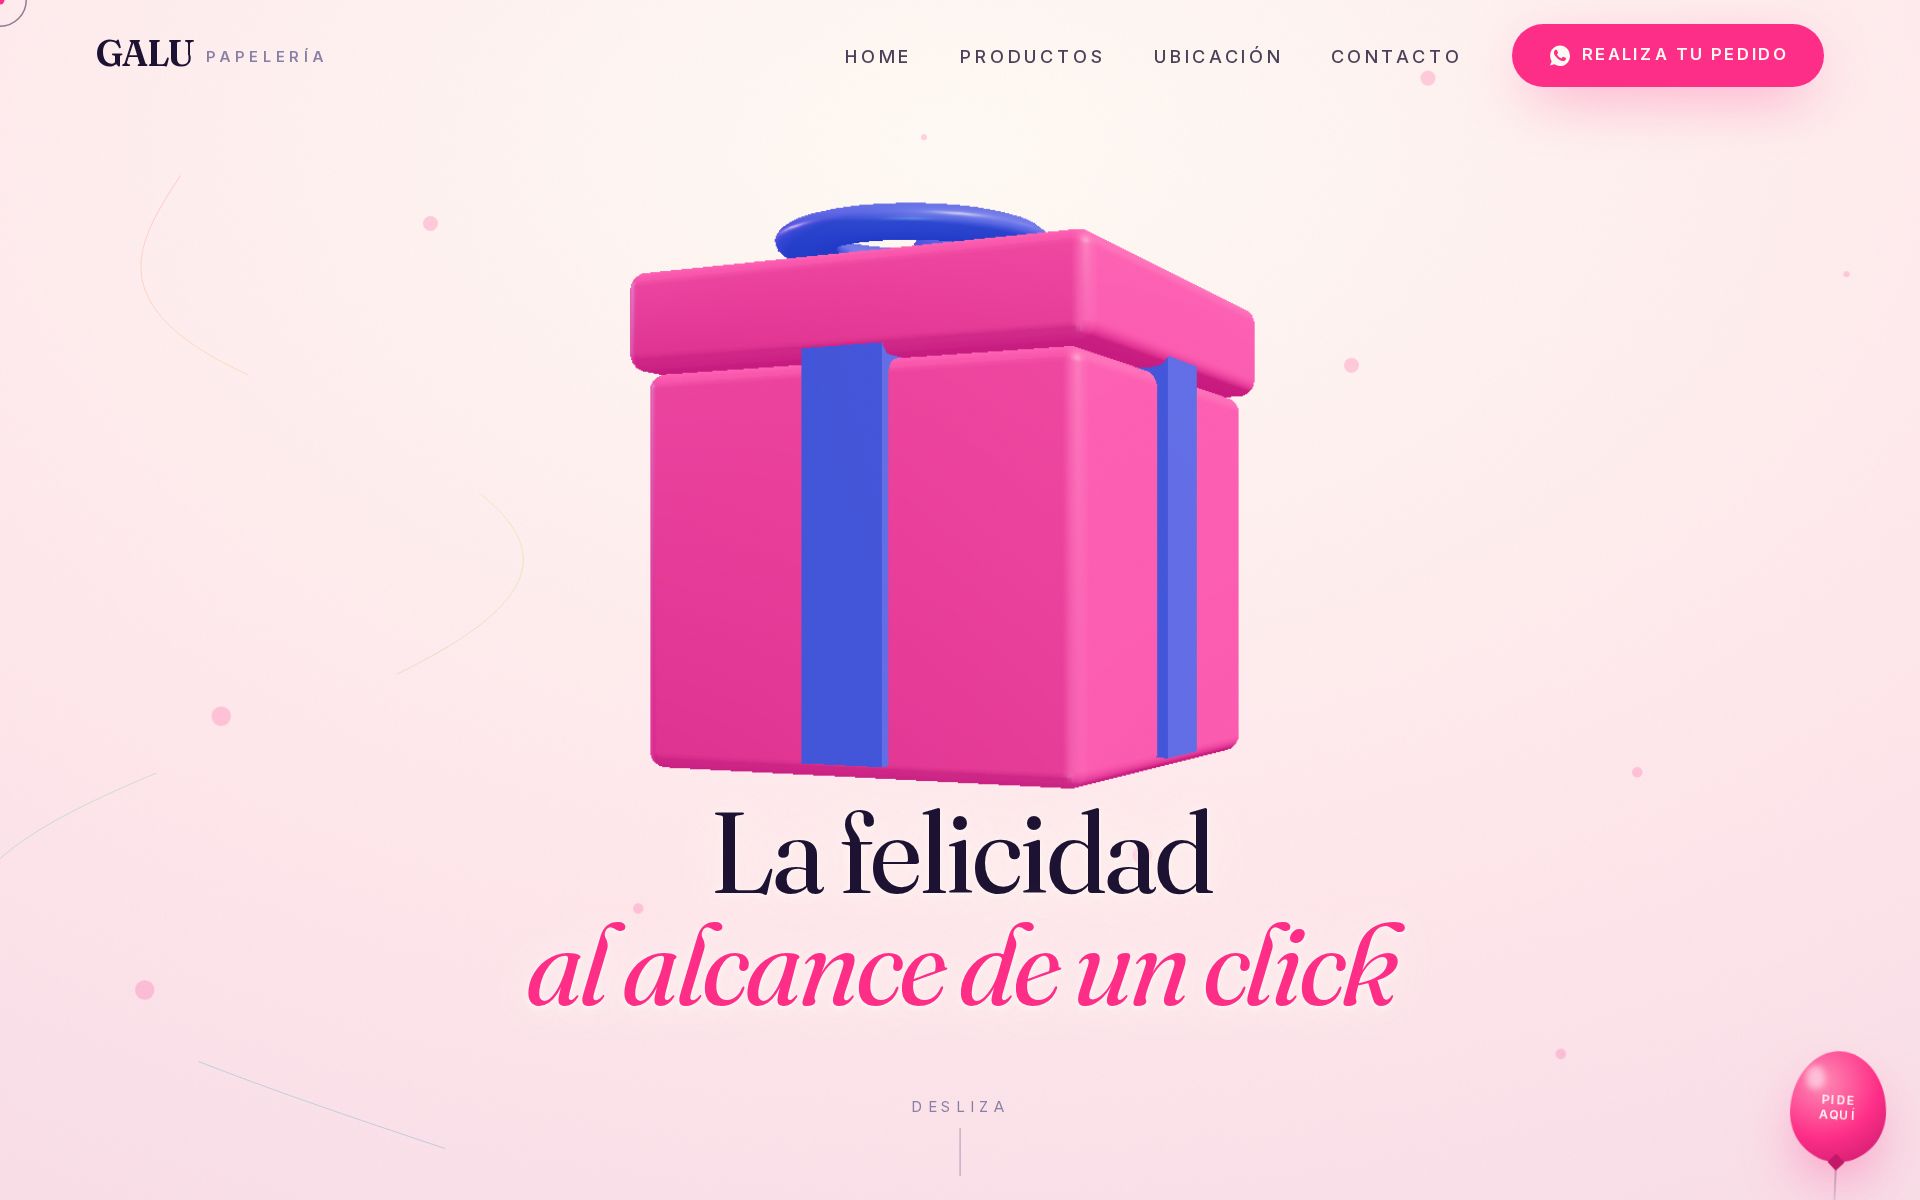 GALU PAPELERÍA
HOME
PRODUCTOS
UBICACIÓN
CONTACTO
REALIZA TU PEDIDO
La felicidad
al alcance de un click
DESLIZA
PIDE
AQUÍ